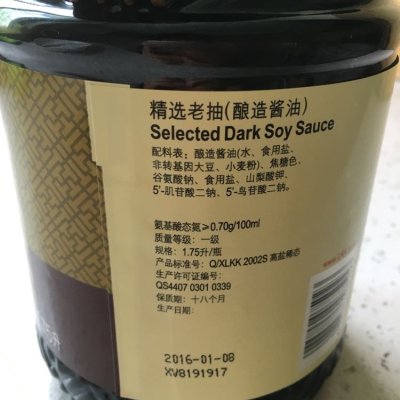 精选老抽(酿造酱油)
Selected Dark Soy Sauce
配料表：酿造酱油(水、食用盐、
非转基因大豆、小麦粉)、焦糖色、
谷氨酸钠、食用盐、山梨酸钾、
5'-肌苷酸二钠、5'-鸟苷酸二钠。
氨基酸态氮≥0.70g/100ml
质量等级：一级
规格：1.75升/瓶
产品标准号：Q/XLKK 2002S 高盐稀态
生产许可证编号：
QS4407 0301 0339
保质期：十八个月
生产日期：
2016-01-08
XV8191917
升